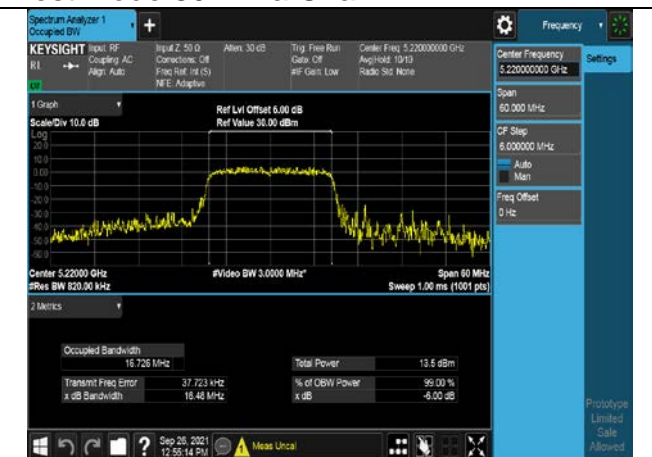 Spectrum Analyzer 1
Occupied BW
+
Frequency
KEYSIGHT
RL
Input: RF
Coupling: AC
Align: Auto
Input Z: 50 Ω
Corrections: Off
Freq Ref: Int (S)
NFE: Adaptive
Atten: 30 dB
Trig: Free Run
Gate: Off
#IF Gain: Low
Center Freq: 5.220000000 GHz
Avg|Hold: 10/10
Radio Std: None
Center Frequency
5.220000000 GHz
Settings
Span
60.000 MHz
CF Step
6.000000 MHz
Auto
Man
Freq Offset
0 Hz
1 Graph
Scale/Div 10.0 dB
Ref Lvl Offset 6.00 dB
Ref Value 30.00 dBm
Log
20.0
10.0
0.00
-10.0
-20.0
-30.0
-40.0
-50.0
-60.0
Center 5.22000 GHz
#Res BW 820.00 kHz
#Video BW 3.0000 MHz*
Span 60 MHz
Sweep 1.00 ms (1001 pts)
2 Metrics
Occupied Bandwidth
16.726 MHz
Total Power 13.5 dBm
Transmit Freq Error 37.723 kHz
% of OBW Power 99.00 %
x dB Bandwidth 16.48 MHz
x dB -6.00 dB
Prototype
Limited
Sale
Allowed
?
Sep 26, 2021
12:55:14 PM
Meas Uncal